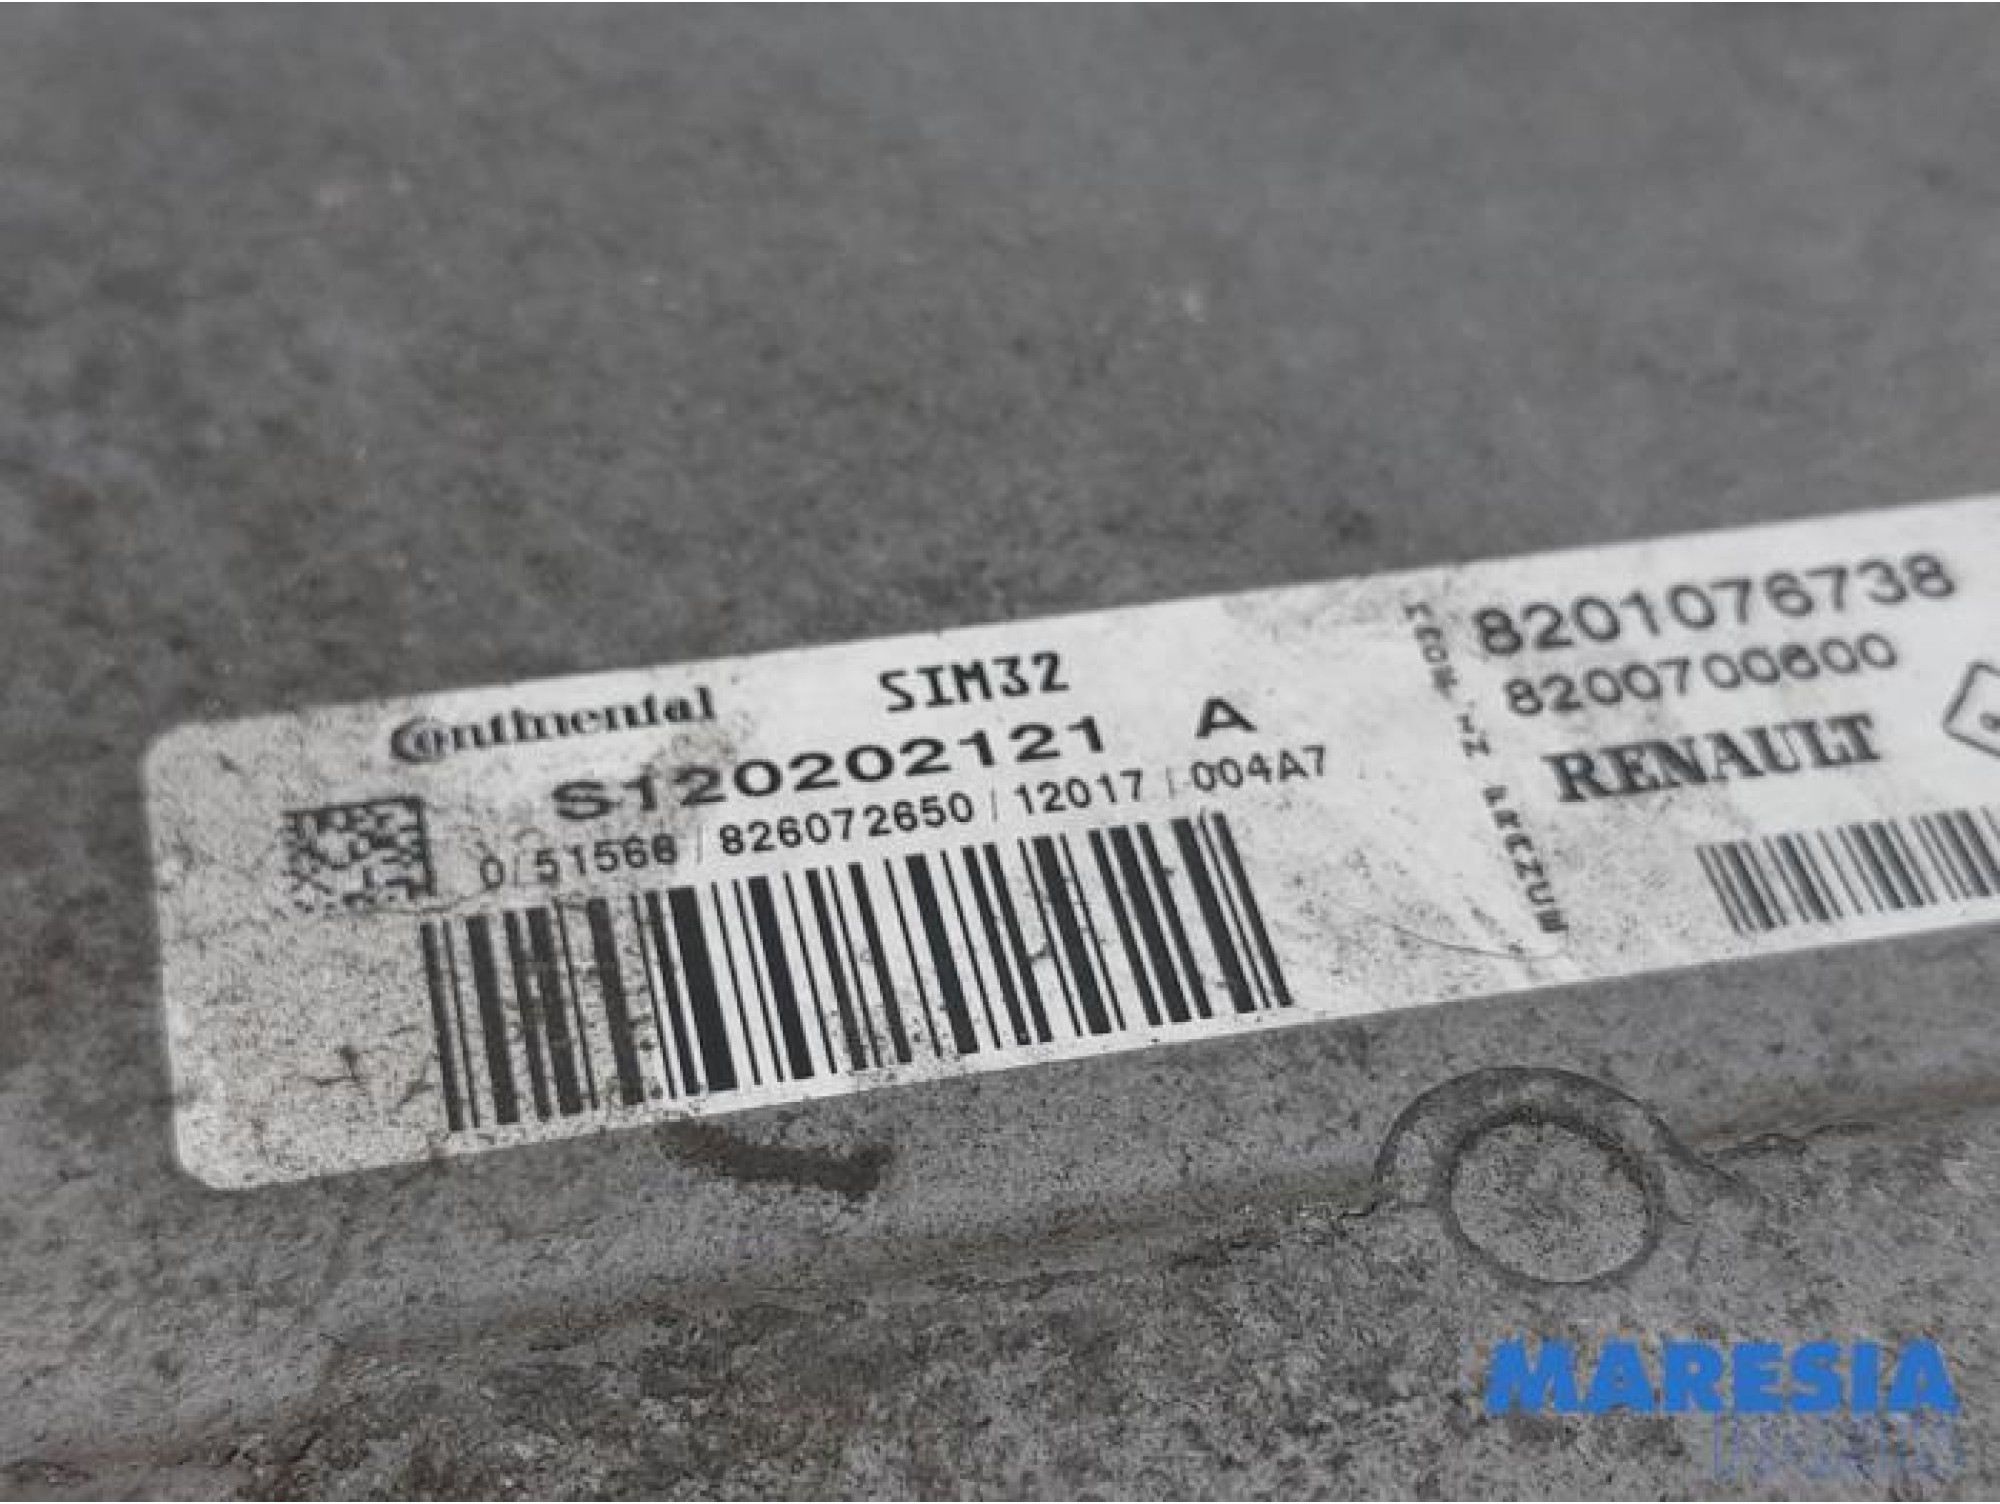 Continental SIM32
S120202121 A
0/51568/826072650/12017/004A7
8201076738
8200700600
RENAULT
MARESIA